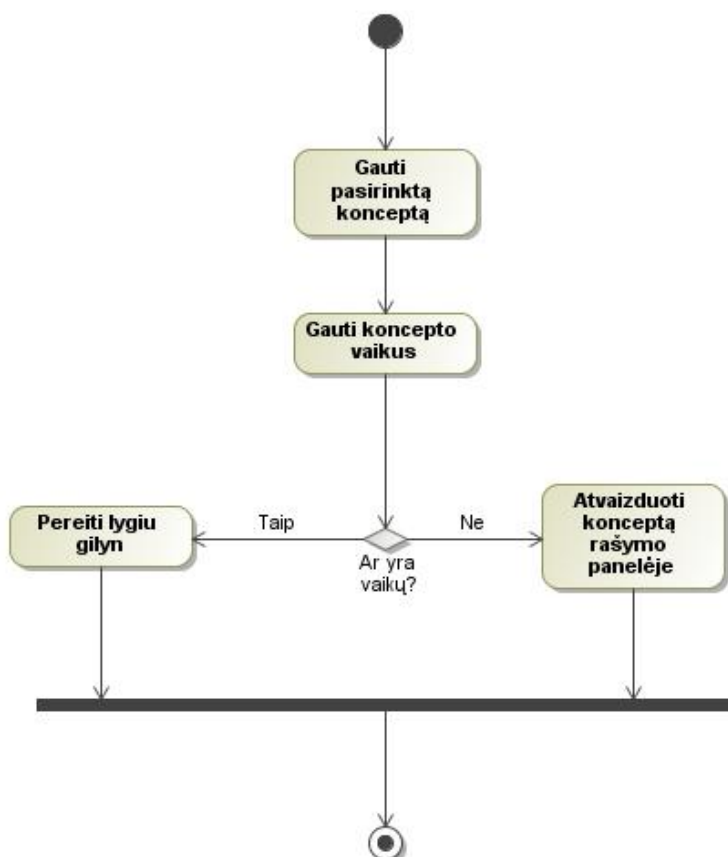 Gauti
pasirinktą
konceptą
Gauti koncepto
vaikus
Pereiti lygiu
gilyn
Taip
Ar yra
vaikų?
Ne
Atvaizduoti
konceptą
rašymo
panelėje